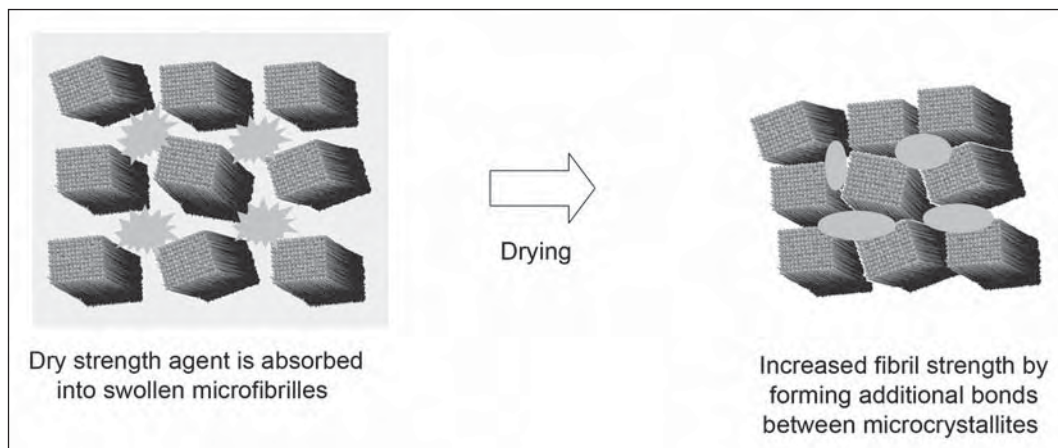 Drying
Dry strength agent is absorbed
into swollen microfibrilles
Increased fibril strength by
forming additional bonds
between microcrystallites